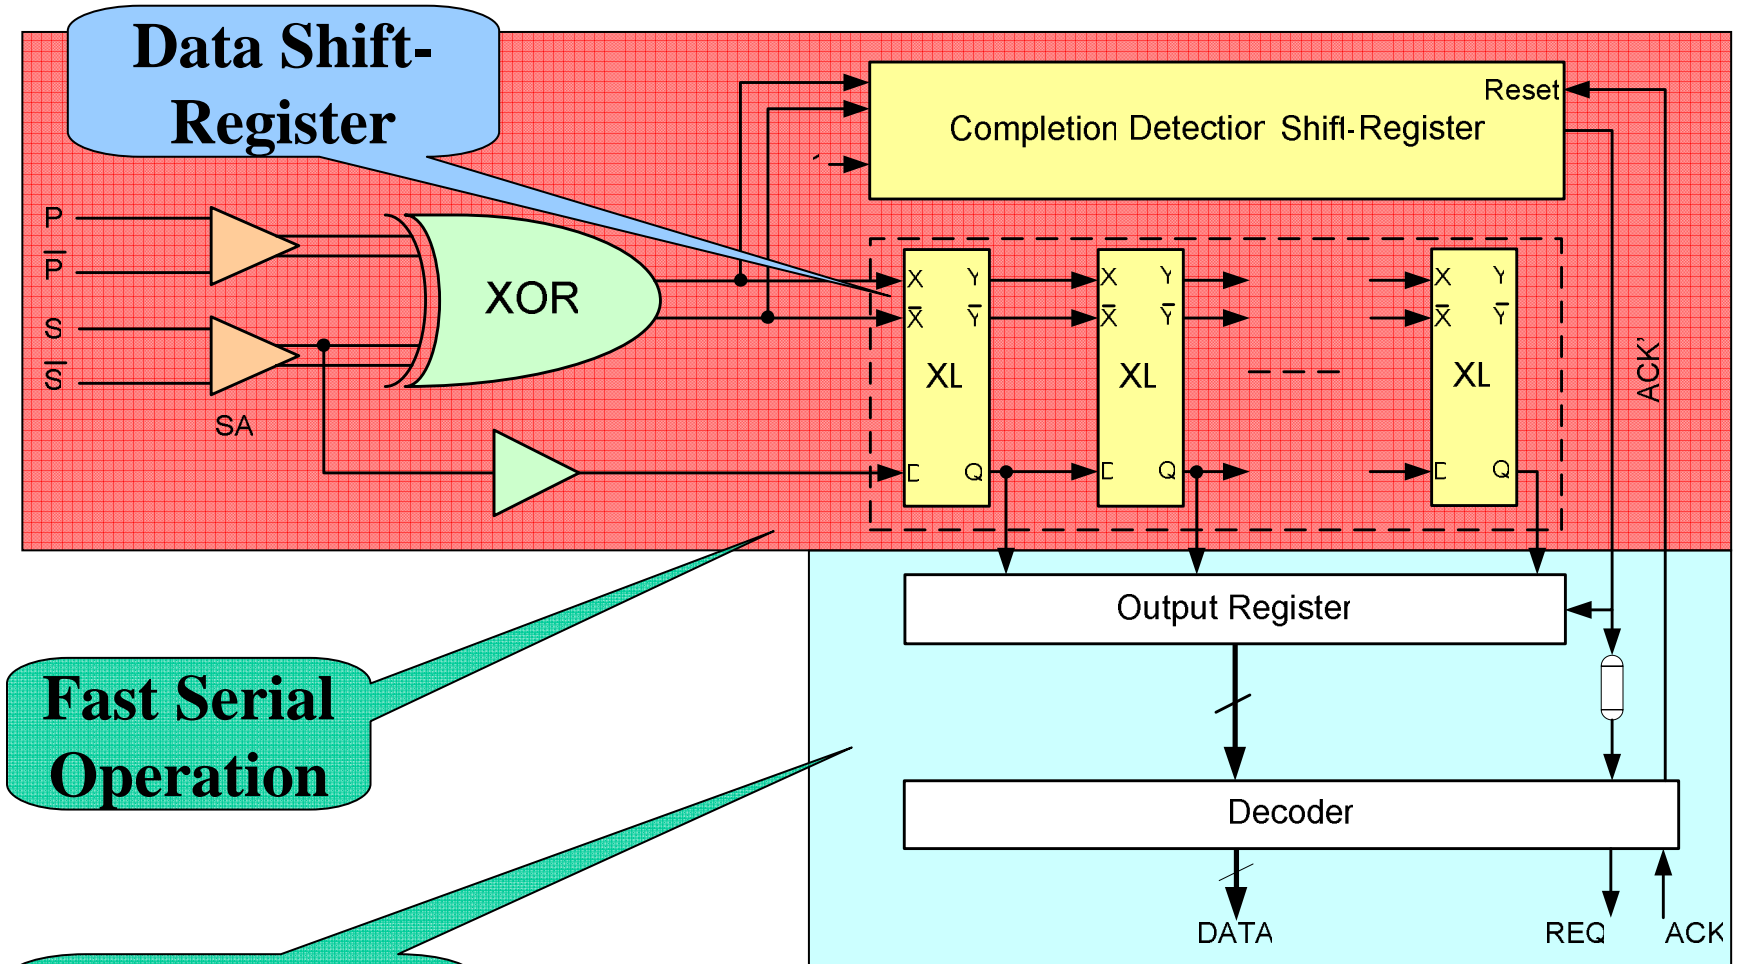 Data Shift-
Register
Reset
Completion Detection Shift-Register
P
P̅
S
S̅
SA
XOR
X Y
X̅ Y̅
XL
D Q
X Y
X̅ Y̅
XL
D Q
X Y
X̅ Y̅
XL
D Q
ACK'
Output Register
Fast Serial
Operation
Decoder
DATA
REQ
ACK